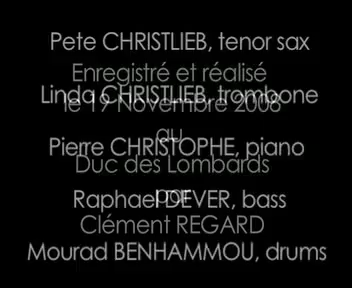 Pete CHRISTLIEB, tenor sax
Enregistré et réalisé
Linda CHRISTLIEB, trombone
le 19 Novembre 2008
au
Pierre CHRISTOPHE, piano
Duc des Lombards
par
Raphael DEVER, bass
Clément REGARD
Mourad BENHAMMOU, drums